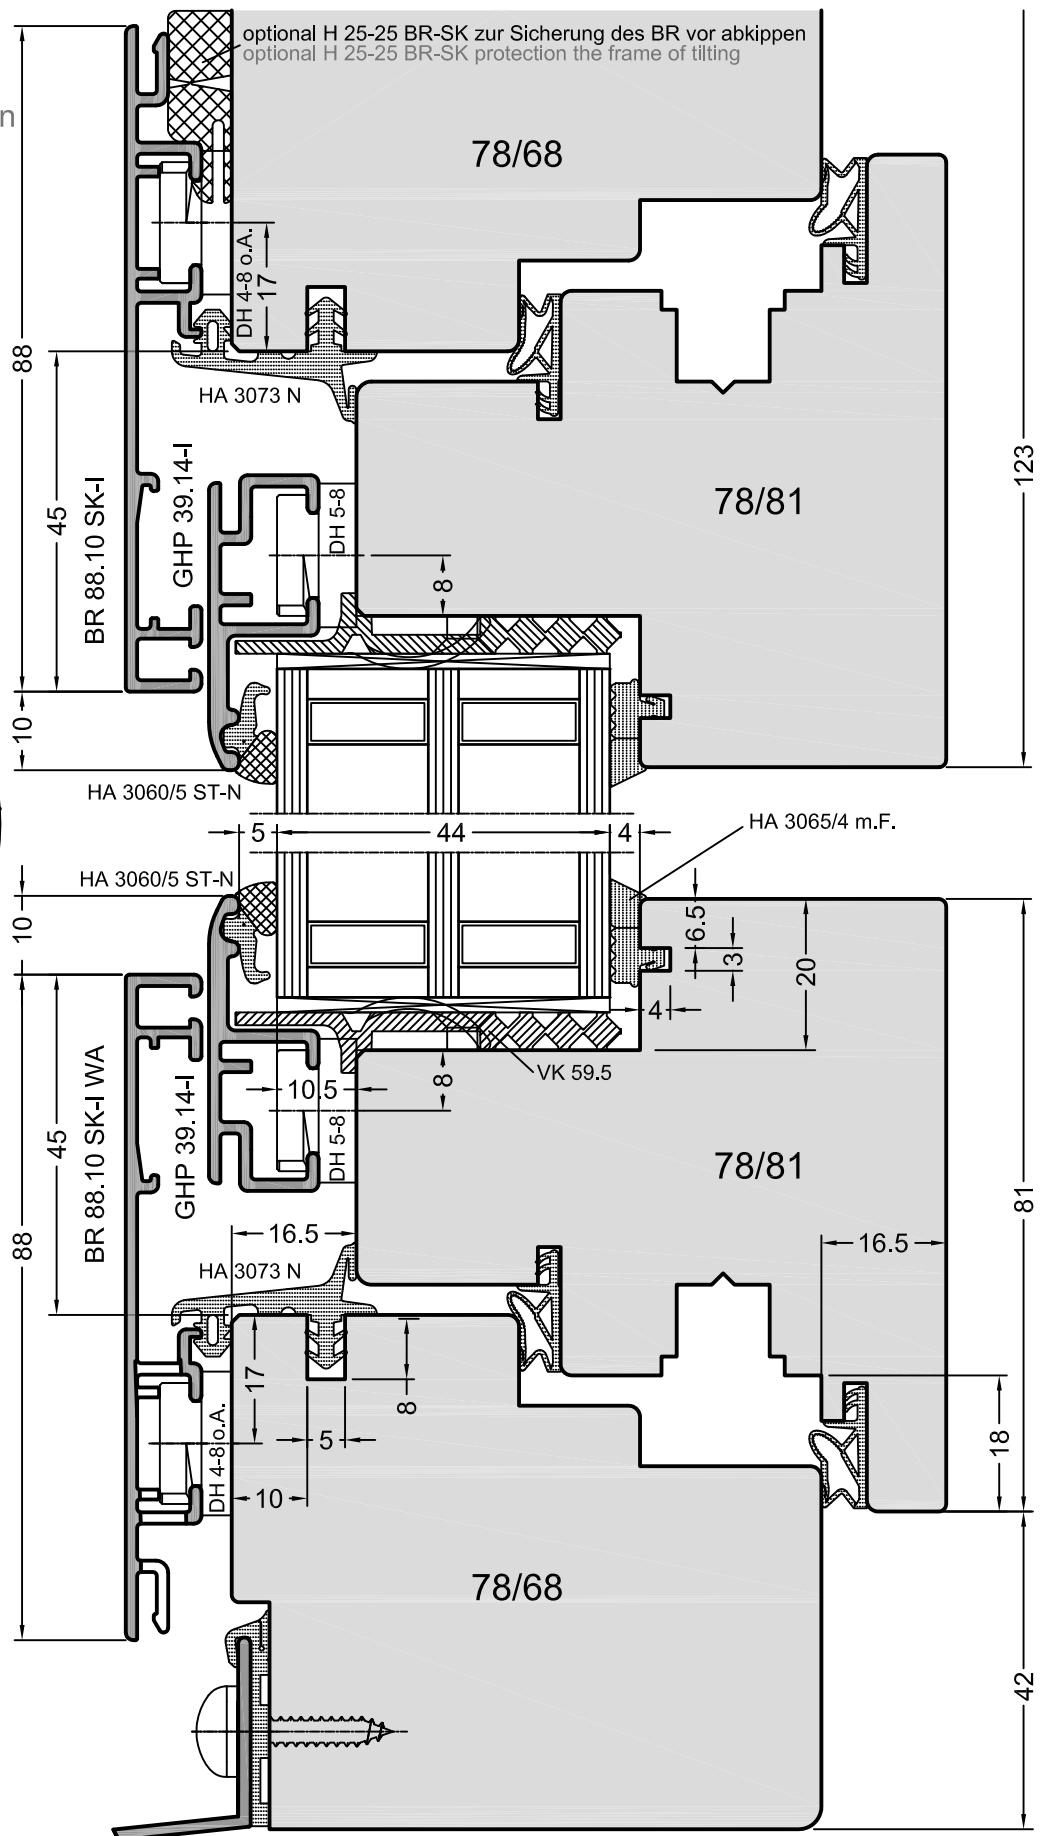 optional H 25-25 BR-SK zur Sicherung des BR vor abkippen
optional H 25-25 BR-SK protection the frame of tilting
n
78/68
88
DH 4-8 o.A.
17
HA 3073 N
45
BR 88.10 SK-I
GHP 39.14-I
DH 5-8
8
78/81
123
10
HA 3060/5 ST-N
5
44
4
HA 3065/4 m.F.
HA 3060/5 ST-N
10
6.5
3
20
4
VK 59.5
10.5
8
45
BR 88.10 SK-I WA
GHP 39.14-I
DH 5-8
78/81
81
88
16.5
16.5
HA 3073 N
17
8
5
18
DH 4-8 o.A.
10
78/68
42